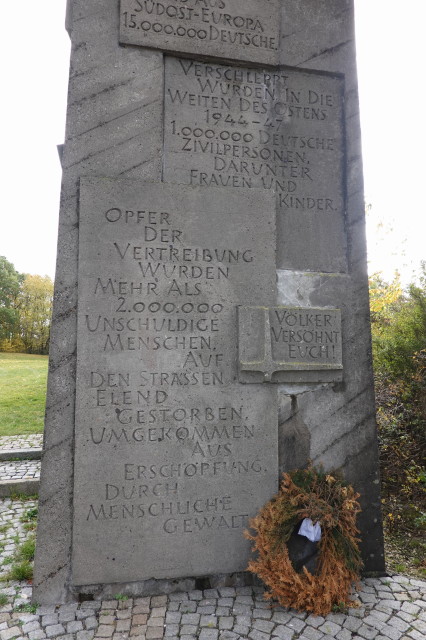 SÜDOST-EUROPA
15.000.000 DEUTSCHE.
VERSCHLEPPT
WURDEN IN DIE
WEITEN DES OSTENS
1944-47
1.000.000 DEUTSCHE
ZIVILPERSONEN,
DARUNTER
FRAUEN UND
KINDER.
OPFER
DER
VERTREIBUNG
WURDEN
MEHR ALS
2.000.000
UNSCHULDIGE
MENSCHEN,
AUF
DEN STRASSEN
ELEND
GESTORBEN,
UMGEKOMMEN
AUS
ERSCHÖPFUNG,
DURCH
MENSCHLICHE
GEWALT.
VÖLKER
VERSÖHNT
EUCH!